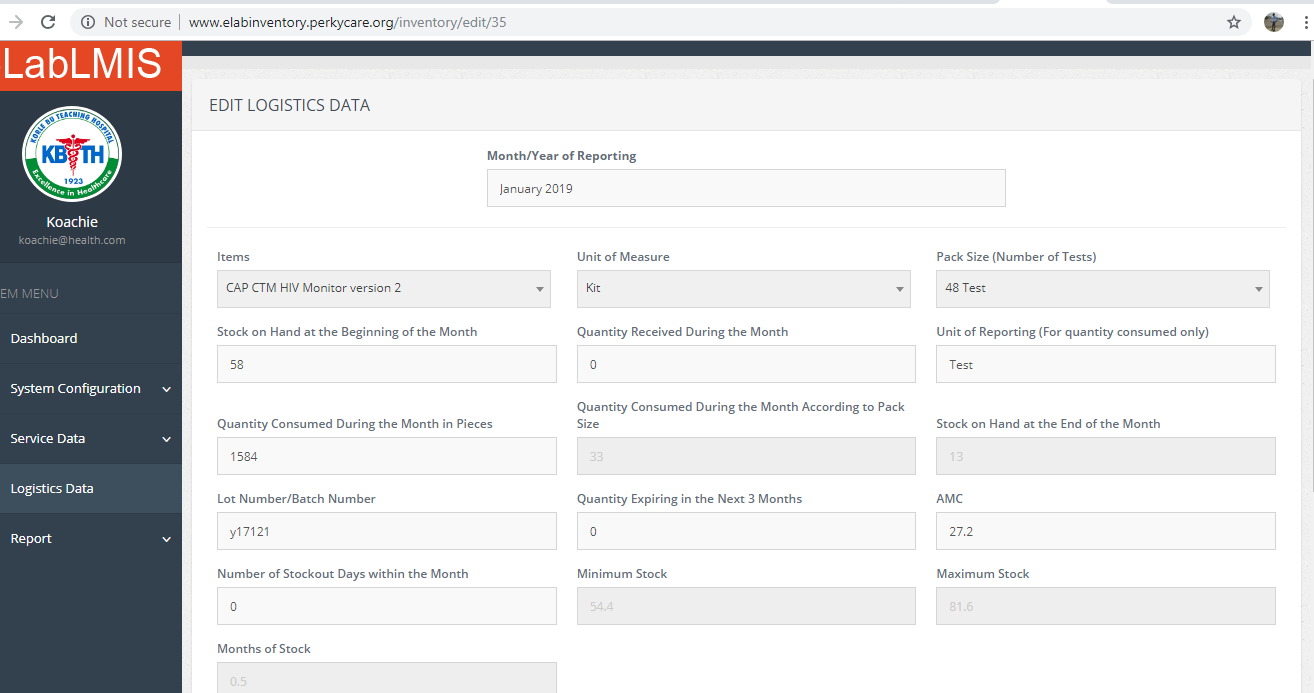 Not secure | www.elabinventory.perkycare.org/inventory/edit/35
LabLMIS
KORLE BU TEACHING HOSPITAL
KBTH
1923
Excellence in Healthcare
Koachie
koachie@health.com
EM MENU
Dashboard
System Configuration
Service Data
Logistics Data
Report
EDIT LOGISTICS DATA
Month/Year of Reporting
January 2019
Items
Unit of Measure
Pack Size (Number of Tests)
CAP CTM HIV Monitor version 2
Kit
48 Test
Stock on Hand at the Beginning of the Month
Quantity Received During the Month
Unit of Reporting (For quantity consumed only)
58
0
Test
Quantity Consumed During the Month in Pieces
Quantity Consumed During the Month According to Pack
Size
Stock on Hand at the End of the Month
1584
33
13
Lot Number/Batch Number
Quantity Expiring in the Next 3 Months
AMC
y17121
0
27.2
Number of Stockout Days within the Month
Minimum Stock
Maximum Stock
0
54.4
81.6
Months of Stock
0.5